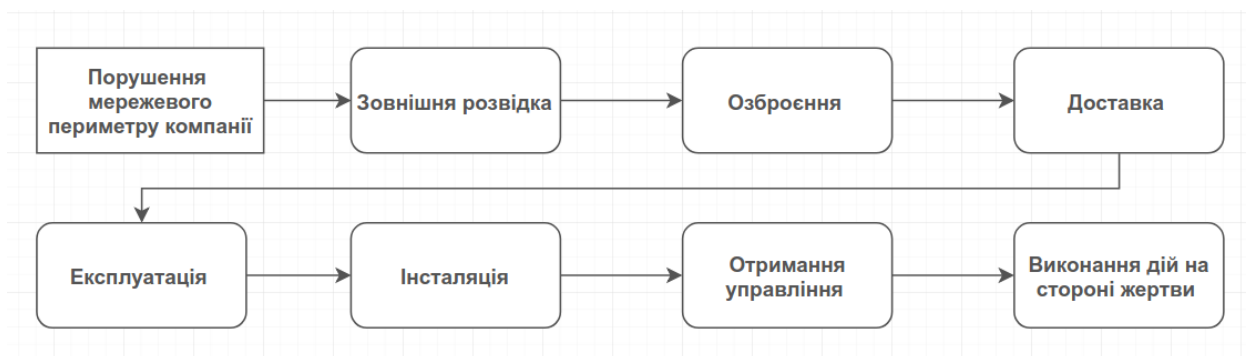 Порушення
мережевого
периметру компанії
Зовнішня розвідка
Озброєння
Доставка
Експлуатація
Інсталяція
Отримання
управління
Виконання дій на
стороні жертви